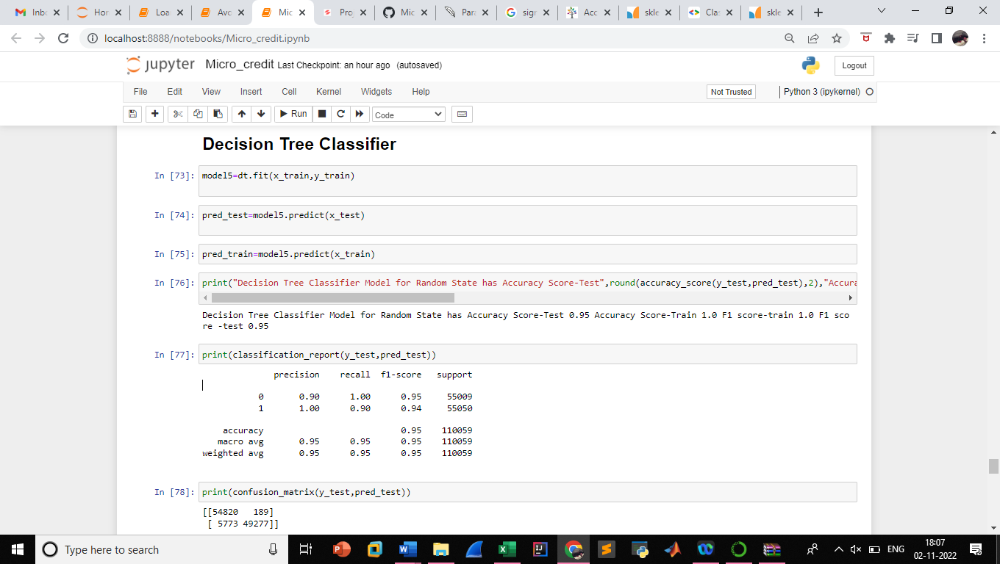 Inb Hor Loa Avo Mic Proj Mic Para sigr Acc skle Clas skle
localhost:8888/notebooks/Micro_credit.ipynb
jupyter Micro_credit Last Checkpoint: an hour ago (autosaved) Logout
File Edit View Insert Cell Kernel Widgets Help Not Trusted Python 3 (ipykernel)
Run Code
Decision Tree Classifier
In [73]: model5=dt.fit(x_train,y_train)
In [74]: pred_test=model5.predict(x_test)
In [75]: pred_train=model5.predict(x_train)
In [76]: print("Decision Tree Classifier Model for Random State has Accuracy Score-Test",round(accuracy_score(y_test,pred_test),2),"Accura
Decision Tree Classifier Model for Random State has Accuracy Score-Test 0.95 Accuracy Score-Train 1.0 F1 score-train 1.0 F1 sco
re -test 0.95
In [77]: print(classification_report(y_test,pred_test))
precision recall f1-score support
0 0.90 1.00 0.95 55009
1 1.00 0.90 0.94 55050
accuracy 0.95 110059
macro avg 0.95 0.95 0.95 110059
weighted avg 0.95 0.95 0.95 110059
In [78]: print(confusion_matrix(y_test,pred_test))
[[54820 189]
[ 5773 49277]]
Type here to search ENG 18:07
02-11-2022